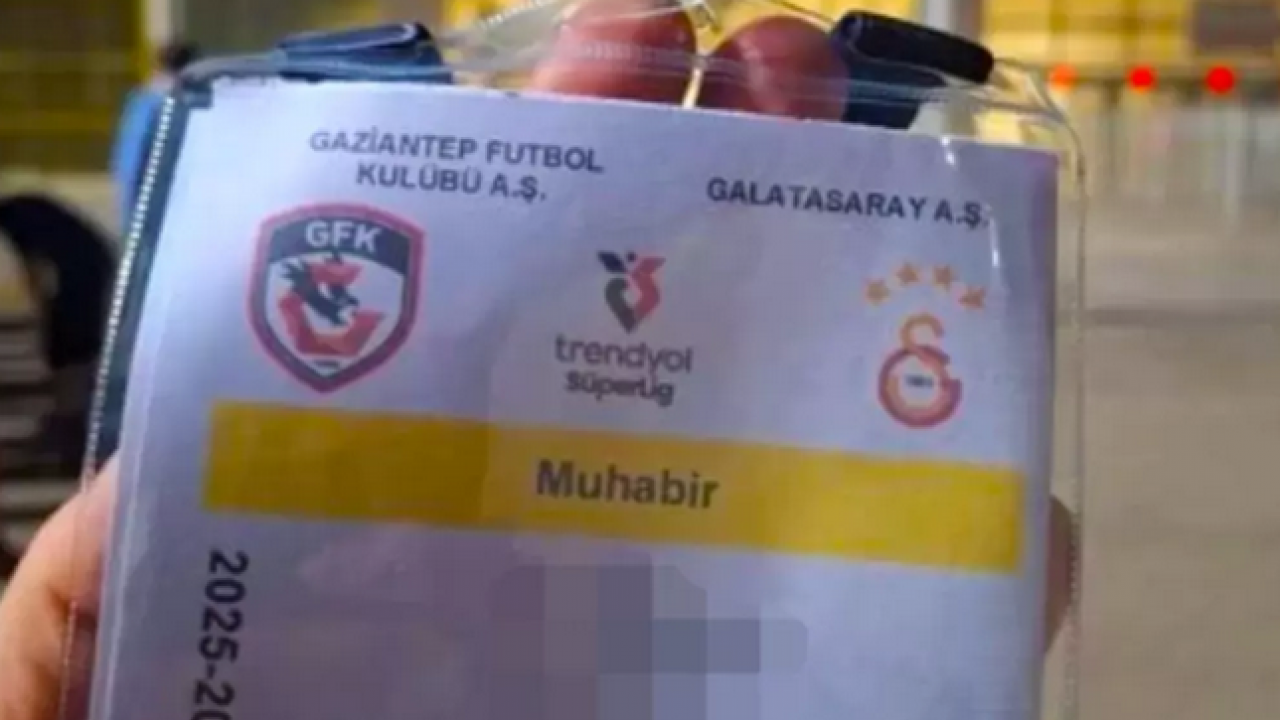 GAZİANTEP FUTBOL
KULÜBÜ A.Ş.
GALATASARAY A.Ş.
GFK
trendyol
SüperLig
Muhabir
2025-20